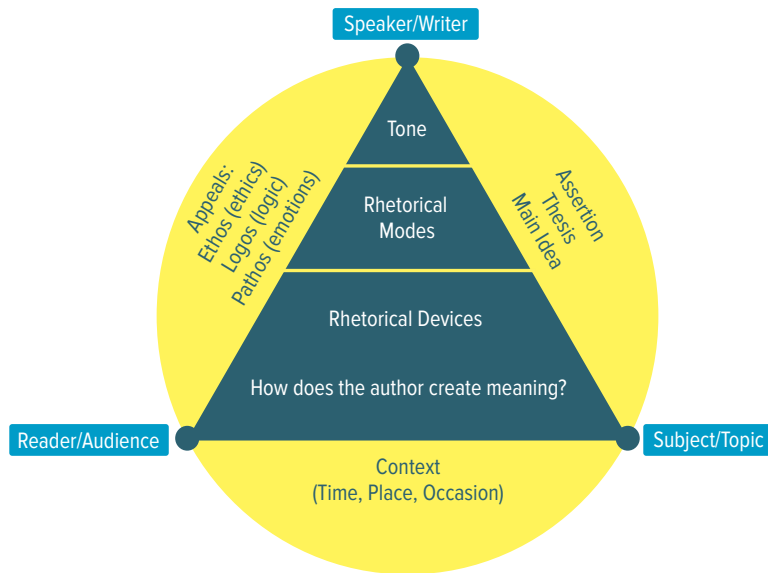 Speaker/Writer
Tone
Appeals:
Ethos (ethics)
Logos (logic)
Pathos (emotions)
Assertion
Thesis
Main Idea
Rhetorical
Modes
Rhetorical Devices
How does the author create meaning?
Reader/Audience
Subject/Topic
Context
(Time, Place, Occasion)